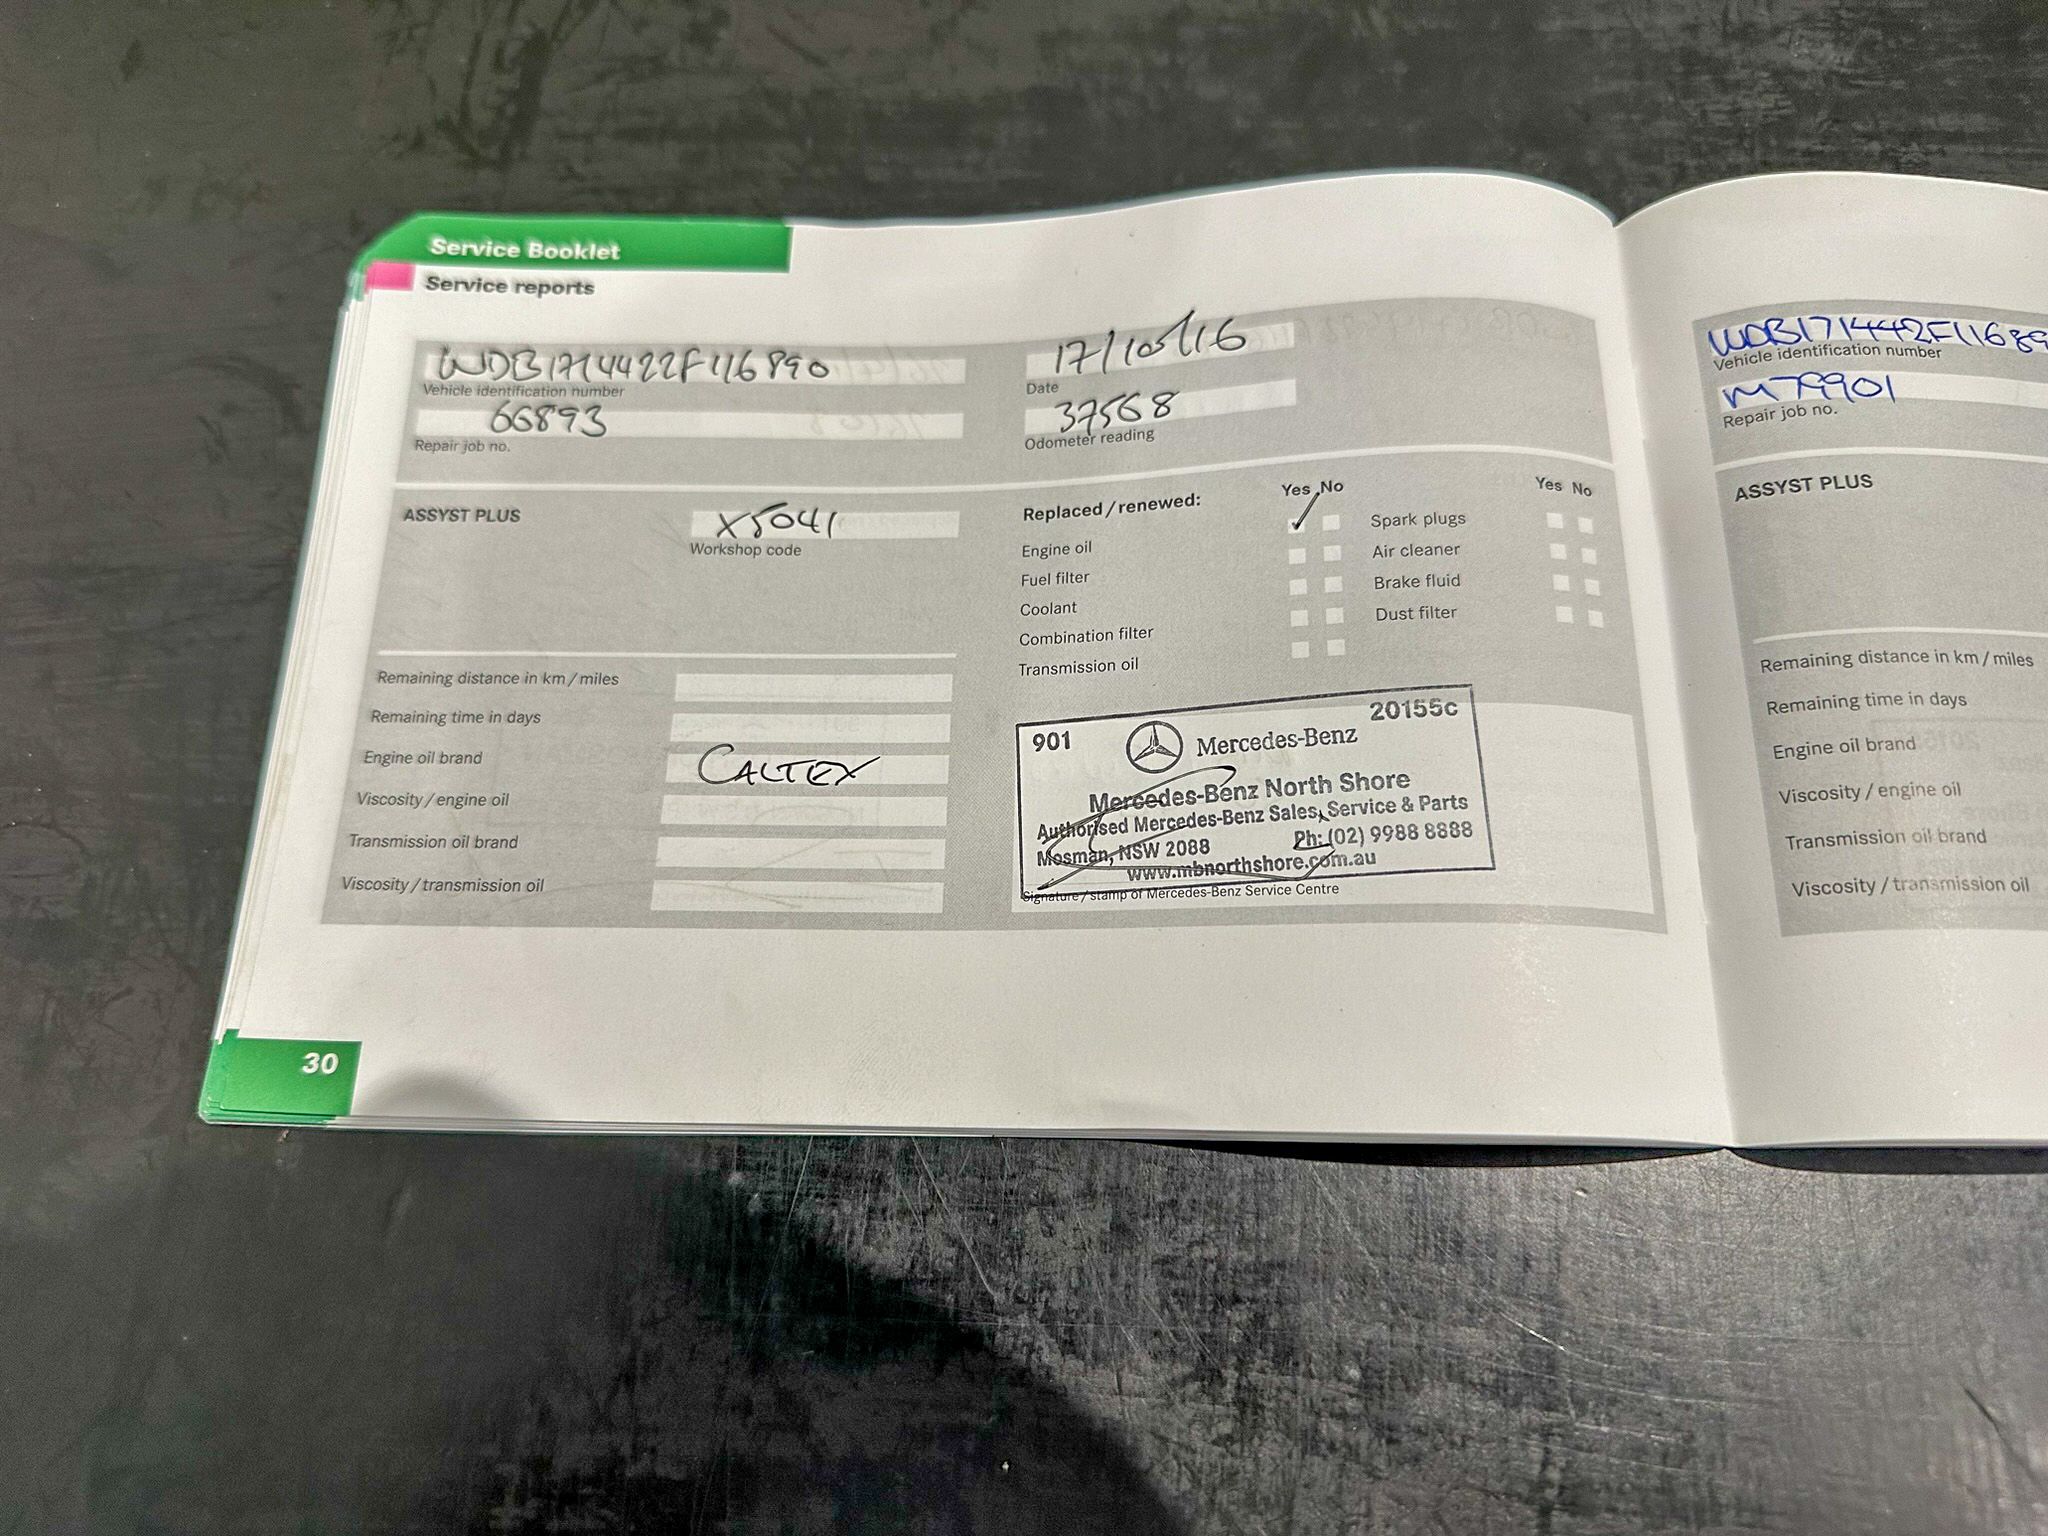 Service Booklet
Service reports
WDB1714422F116890
Vehicle identification number
66893
Repair job no.
17/05/16
Date
37568
Odometer reading
ASSYST PLUS
X5041
Workshop code
Replaced / renewed:
Yes No
Yes No
Engine oil
Spark plugs
Fuel filter
Air cleaner
Coolant
Brake fluid
Combination filter
Dust filter
Transmission oil
Remaining distance in km / miles
Remaining time in days
Engine oil brand
CALTEX
Viscosity / engine oil
Transmission oil brand
Viscosity / transmission oil
901
Mercedes-Benz
20155c
Mercedes-Benz North Shore
Authorised Mercedes-Benz Sales, Service & Parts
Mosman, NSW 2088 Ph: (02) 9988 8888
www.mbnorthshore.com.au
Signature / stamp of Mercedes-Benz Service Centre
30
WDB171442F11689
Vehicle identification number
M79901
Repair job no.
ASSYST PLUS
Remaining distance in km / miles
Remaining time in days
Engine oil brand
Viscosity / engine oil
Transmission oil brand
Viscosity / transmission oil